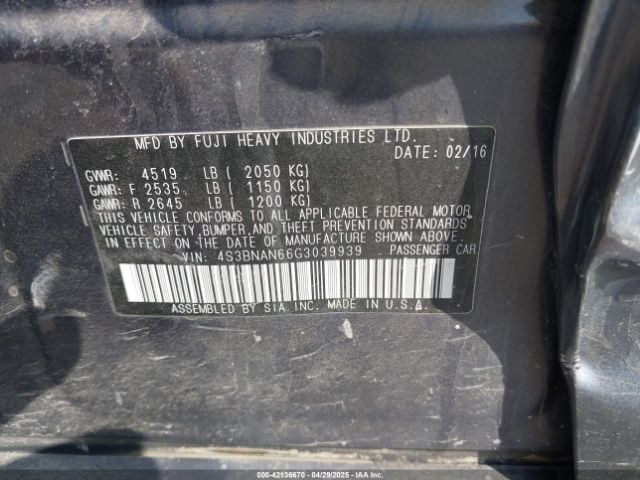 MFD BY FUJI HEAVY INDUSTRIES LTD.
DATE: 02/16
GVWR: 4519 LB ( 2050 KG)
GAWR: F 2535 LB ( 1150 KG)
GAWR: R 2645 LB ( 1200 KG)
THIS VEHICLE CONFORMS TO ALL APPLICABLE FEDERAL MOTOR
VEHICLE SAFETY, BUMPER, AND THEFT PREVENTION STANDARDS
IN EFFECT ON THE DATE OF MANUFACTURE SHOWN ABOVE.
VIN: 4S3BNAN66G3039939 PASSENGER CAR
ASSEMBLED BY SIA INC. MADE IN U.S.A
000-42136670 | 04/29/2025 | IAAI.COM